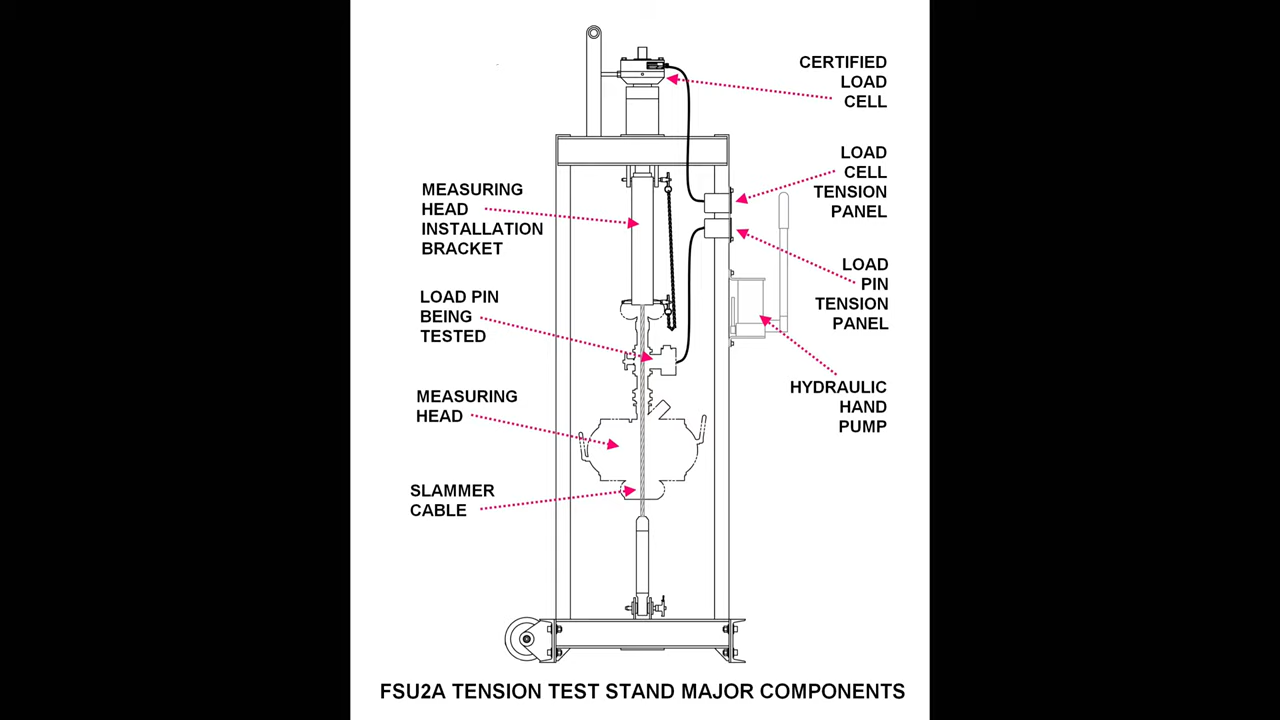 CERTIFIED
LOAD
CELL
LOAD
CELL
TENSION
PANEL
MEASURING
HEAD
INSTALLATION
BRACKET
LOAD
PIN
TENSION
PANEL
LOAD PIN
BEING
TESTED
HYDRAULIC
HAND
PUMP
MEASURING
HEAD
SLAMMER
CABLE
FSU2A TENSION TEST STAND MAJOR COMPONENTS